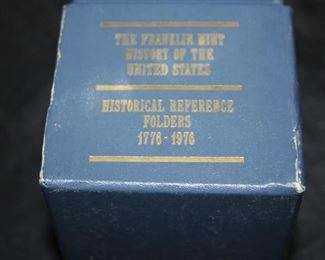 THE FRANKLIN MINT
HISTORY OF THE
UNITED STATES
HISTORICAL REFERENCE
FOLDERS
1776-1976